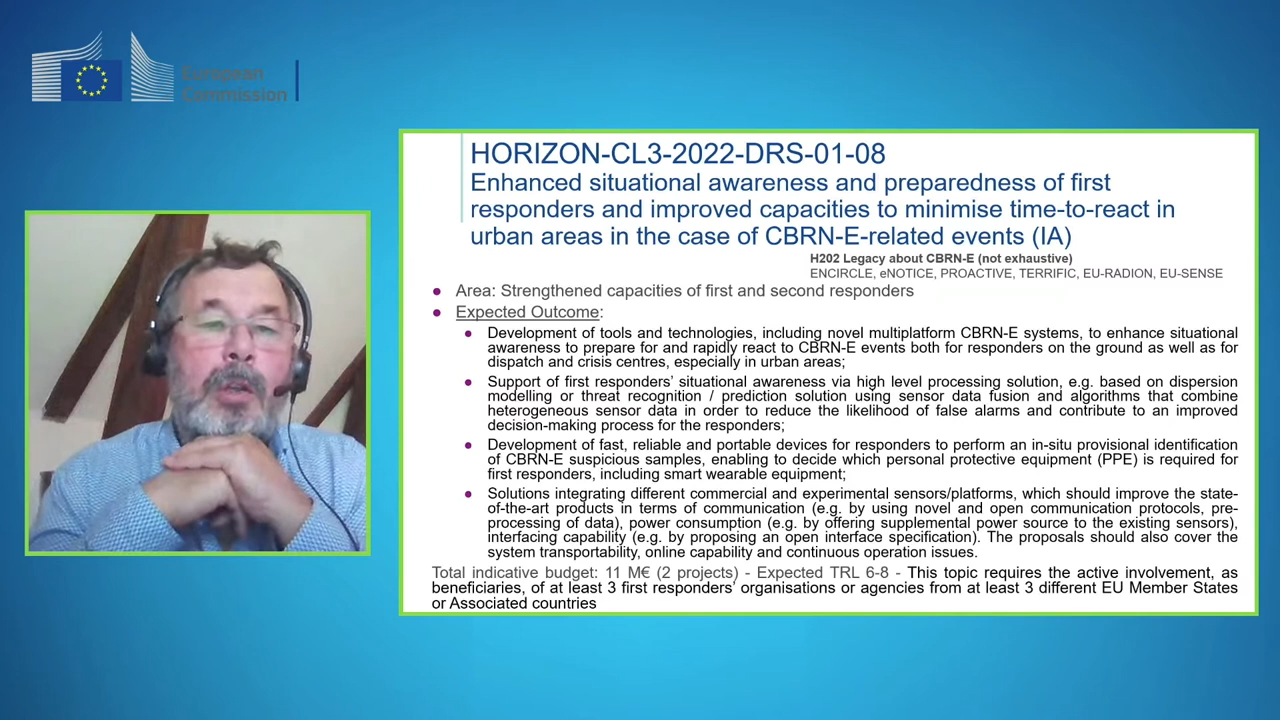 European
Commission
HORIZON-CL3-2022-DRS-01-08
Enhanced situational awareness and preparedness of first
responders and improved capacities to minimise time-to-react in
urban areas in the case of CBRN-E-related events (IA)
H202 Legacy about CBRN-E (not exhaustive)
ENCIRCLE, eNOTICE, PROACTIVE, TERRIFIC, EU-RADION, EU-SENSE
● Area: Strengthened capacities of first and second responders
● Expected Outcome:
● Development of tools and technologies, including novel multiplatform CBRN-E systems, to enhance situational
awareness to prepare for and rapidly react to CBRN-E events both for responders on the ground as well as for
dispatch and crisis centres, especially in urban areas;
● Support of first responders' situational awareness via high level processing solution, e.g. based on dispersion
modelling or threat recognition / prediction solution using sensor data fusion and algorithms that combine
heterogeneous sensor data in order to reduce the likelihood of false alarms and contribute to an improved
decision-making process for the responders;
● Development of fast, reliable and portable devices for responders to perform an in-situ provisional identification
of CBRN-E suspicious samples, enabling to decide which personal protective equipment (PPE) is required for
first responders, including smart wearable equipment;
● Solutions integrating different commercial and experimental sensors/platforms, which should improve the state-
of-the-art products in terms of communication (e.g. by using novel and open communication protocols, pre-
processing of data), power consumption (e.g. by offering supplemental power source to the existing sensors),
interfacing capability (e.g. by proposing an open interface specification). The proposals should also cover the
system transportability, online capability and continuous operation issues.
Total indicative budget: 11 M€ (2 projects) - Expected TRL 6-8 - This topic requires the active involvement, as
beneficiaries, of at least 3 first responders' organisations or agencies from at least 3 different EU Member States
or Associated countries